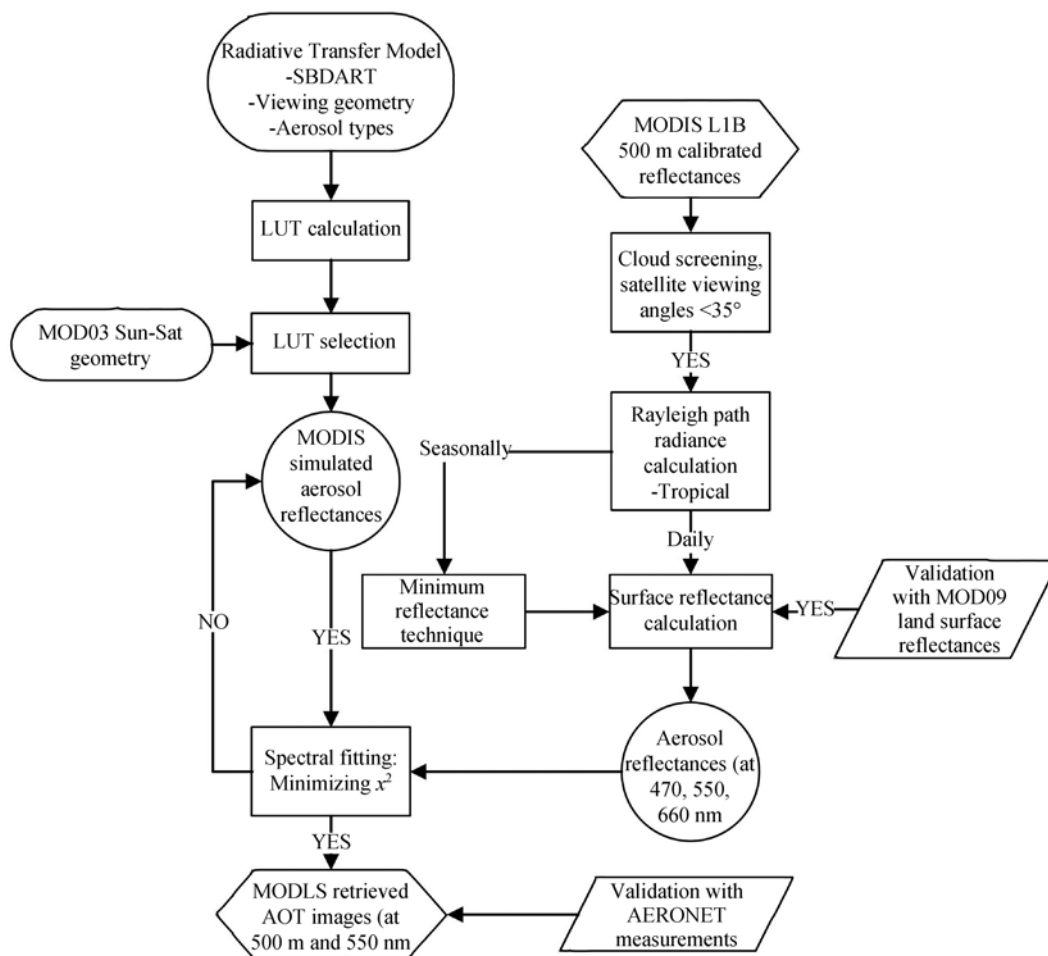 Radiative Transfer Model
-SBDART
-Viewing geometry
-Aerosol types
LUT calculation
MOD03 Sun-Sat
geometry
LUT selection
MODIS
simulated
aerosol
reflectances
NO
YES
Spectral fitting:
Minimizing x²
YES
MODLS retrieved
AOT images (at
500 m and 550 nm
MODIS L1B
500 m calibrated
reflectances
Cloud screening,
satellite viewing
angles <35°
YES
Rayleigh path
radiance
calculation
-Tropical
Seasonally
Daily
Minimum
reflectance
technique
Surface reflectance
calculation
YES
Validation
with MOD09
land surface
reflectances
Aerosol
reflectances (at
470, 550,
660 nm
Validation with
AERONET
measurements